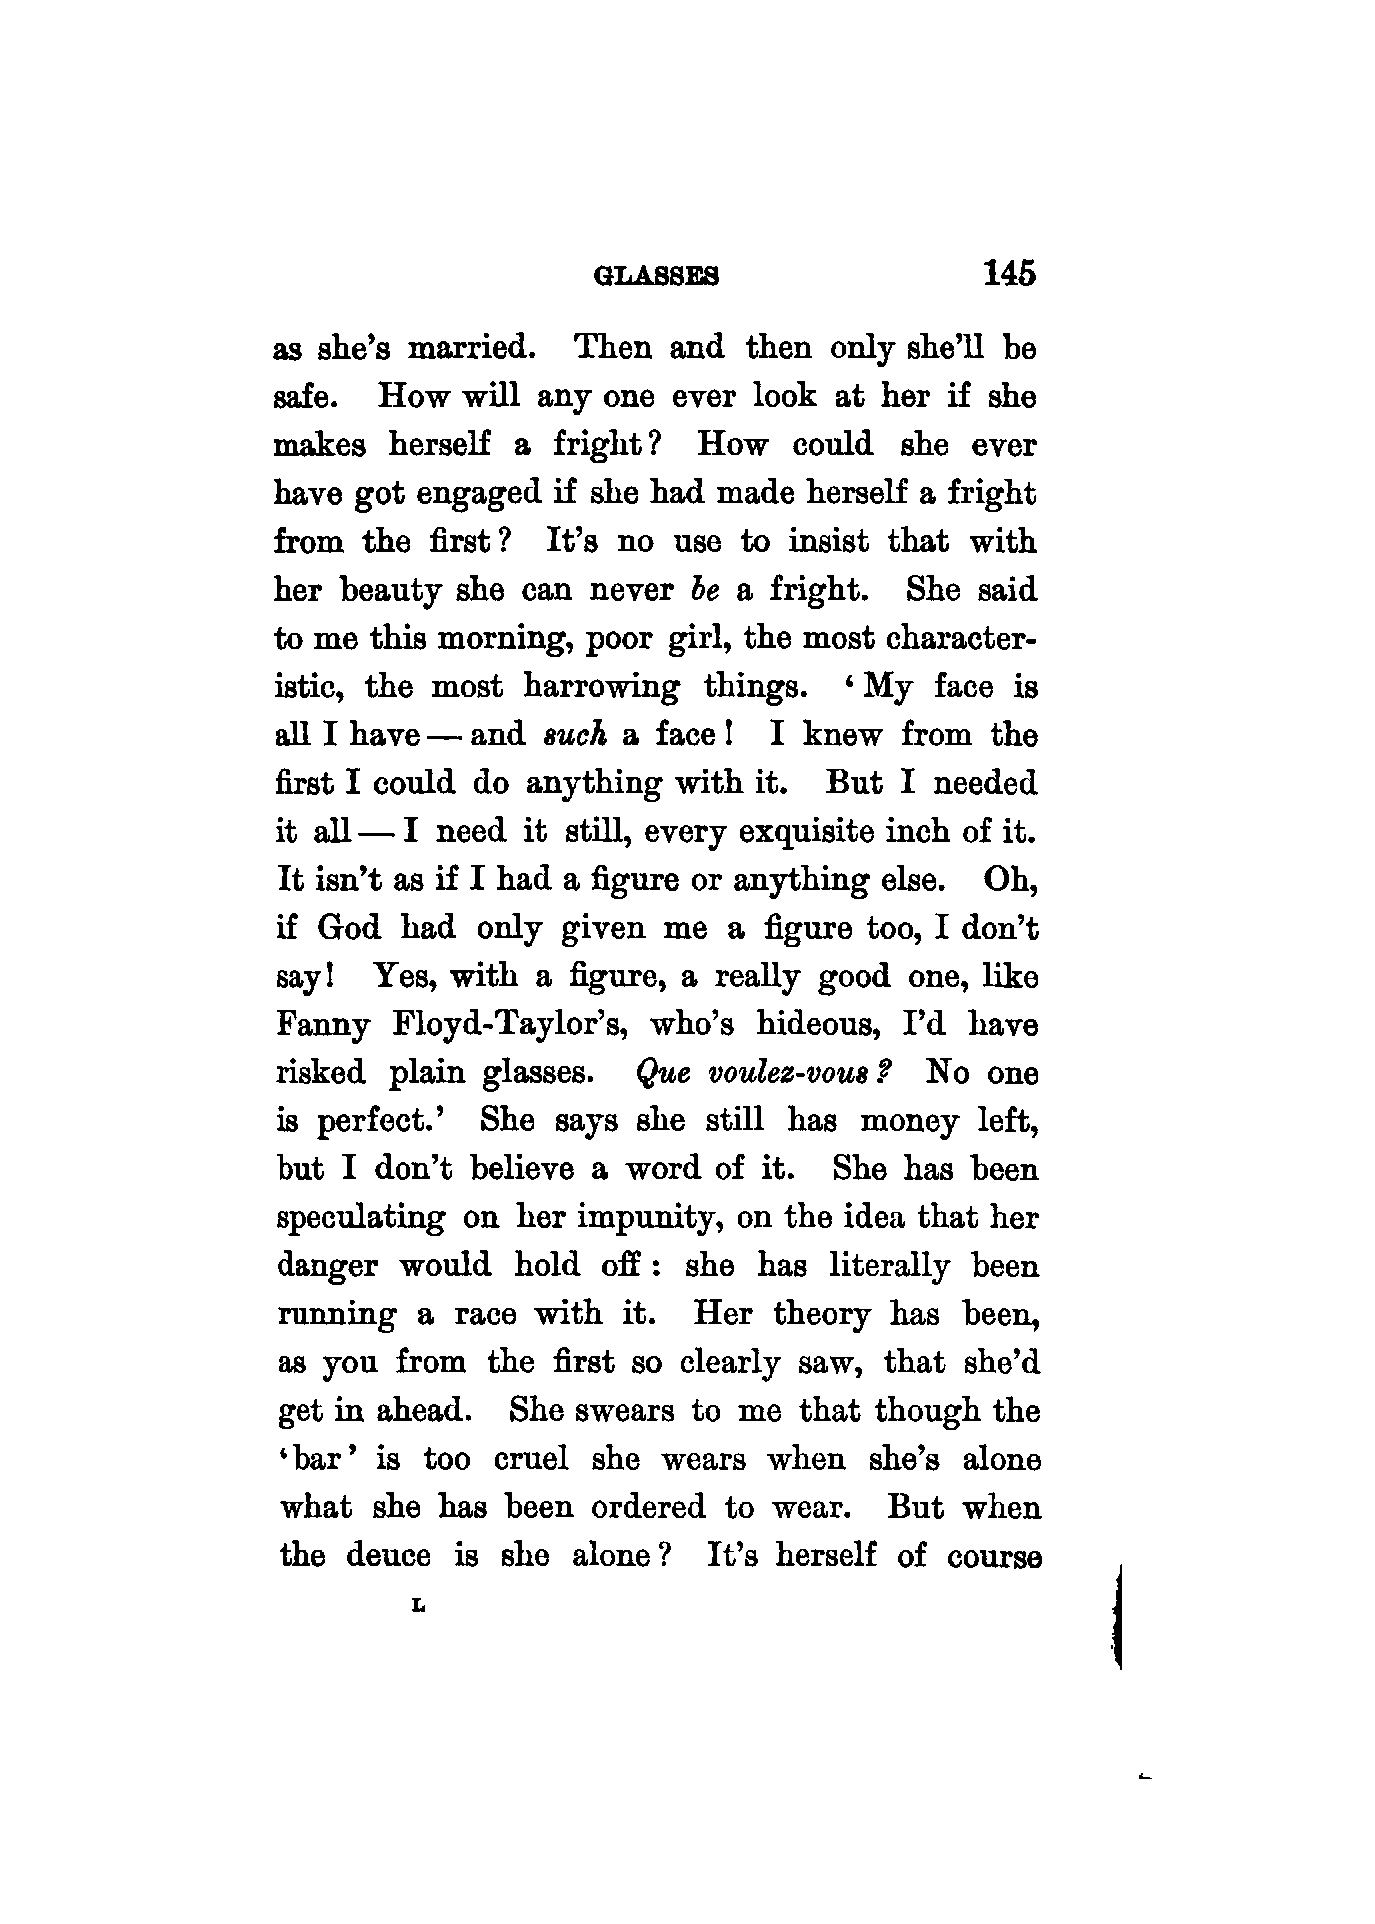 GLASSES 145
as she's married. Then and then only she'll be
safe. How will any one ever look at her if she
makes herself a fright? How could she ever
have got engaged if she had made herself a fright
from the first? It's no use to insist that with
her beauty she can never be a fright. She said
to me this morning, poor girl, the most character-
istic, the most harrowing things. ‘My face is
all I have — and such a face! I knew from the
first I could do anything with it. But I needed
it all — I need it still, every exquisite inch of it.
It isn't as if I had a figure or anything else. Oh,
if God had only given me a figure too, I don't
say! Yes, with a figure, a really good one, like
Fanny Floyd-Taylor's, who's hideous, I'd have
risked plain glasses. Que voulez-vous? No one
is perfect.’ She says she still has money left,
but I don't believe a word of it. She has been
speculating on her impunity, on the idea that her
danger would hold off: she has literally been
running a race with it. Her theory has been,
as you from the first so clearly saw, that she'd
get in ahead. She swears to me that though the
‘bar’ is too cruel she wears when she's alone
what she has been ordered to wear. But when
the deuce is she alone? It's herself of course
L